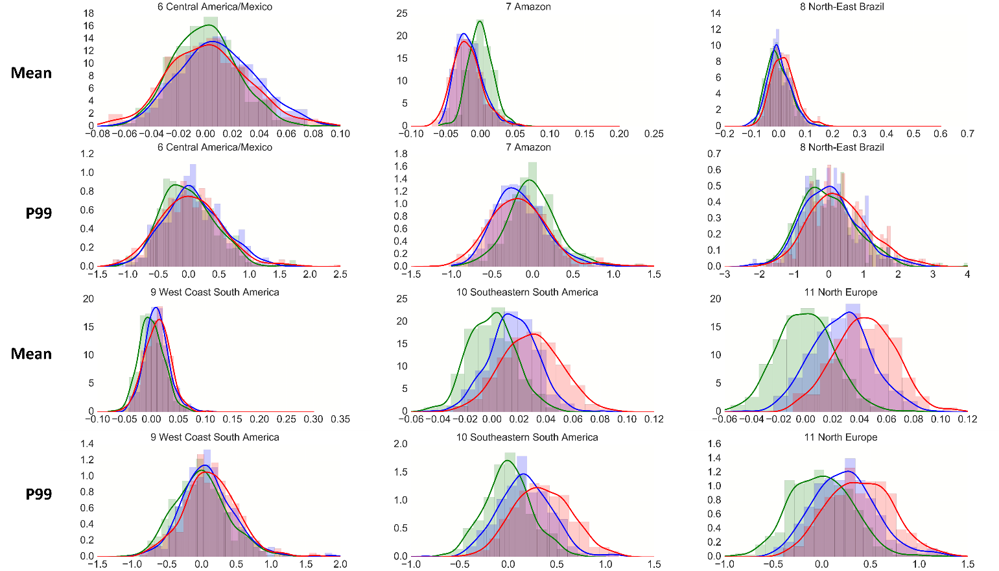 6 Central America/Mexico 7 Amazon 8 North-East Brazil
Mean
18 16 14 12 10 8 6 4 2 0
−0.08 −0.06 −0.04 −0.02 0.00 0.02 0.04 0.06 0.08 0.10
25 20 15 10 5 0
−0.10 −0.05 0.00 0.05 0.10 0.15 0.20 0.25
14 12 10 8 6 4 2 0
−0.2 −0.1 0.0 0.1 0.2 0.3 0.4 0.5 0.6 0.7
6 Central America/Mexico 7 Amazon 8 North-East Brazil
P99
1.2 1.0 0.8 0.6 0.4 0.2 0.0
−1.5 −1.0 −0.5 0.0 0.5 1.0 1.5 2.0 2.5
1.8 1.6 1.4 1.2 1.0 0.8 0.6 0.4 0.2 0.0
−1.5 −1.0 −0.5 0.0 0.5 1.0 1.5
0.7 0.6 0.5 0.4 0.3 0.2 0.1 0.0
−3 −2 −1 0 1 2 3 4
9 West Coast South America 10 Southeastern South America 11 North Europe
Mean
20 15 10 5 0
−0.10 −0.05 0.00 0.05 0.10 0.15 0.20 0.25 0.30 0.35
25 20 15 10 5 0
−0.06 −0.04 −0.02 0.00 0.02 0.04 0.06 0.08 0.10 0.12
20 15 10 5 0
−0.06 −0.04 −0.02 0.00 0.02 0.04 0.06 0.08 0.10 0.12
9 West Coast South America 10 Southeastern South America 11 North Europe
P99
1.4 1.2 1.0 0.8 0.6 0.4 0.2 0.0
−1.5 −1.0 −0.5 0.0 0.5 1.0 1.5 2.0
2.0 1.5 1.0 0.5 0.0
−1.0 −0.5 0.0 0.5 1.0 1.5
1.6 1.4 1.2 1.0 0.8 0.6 0.4 0.2 0.0
−1.0 −0.5 0.0 0.5 1.0 1.5